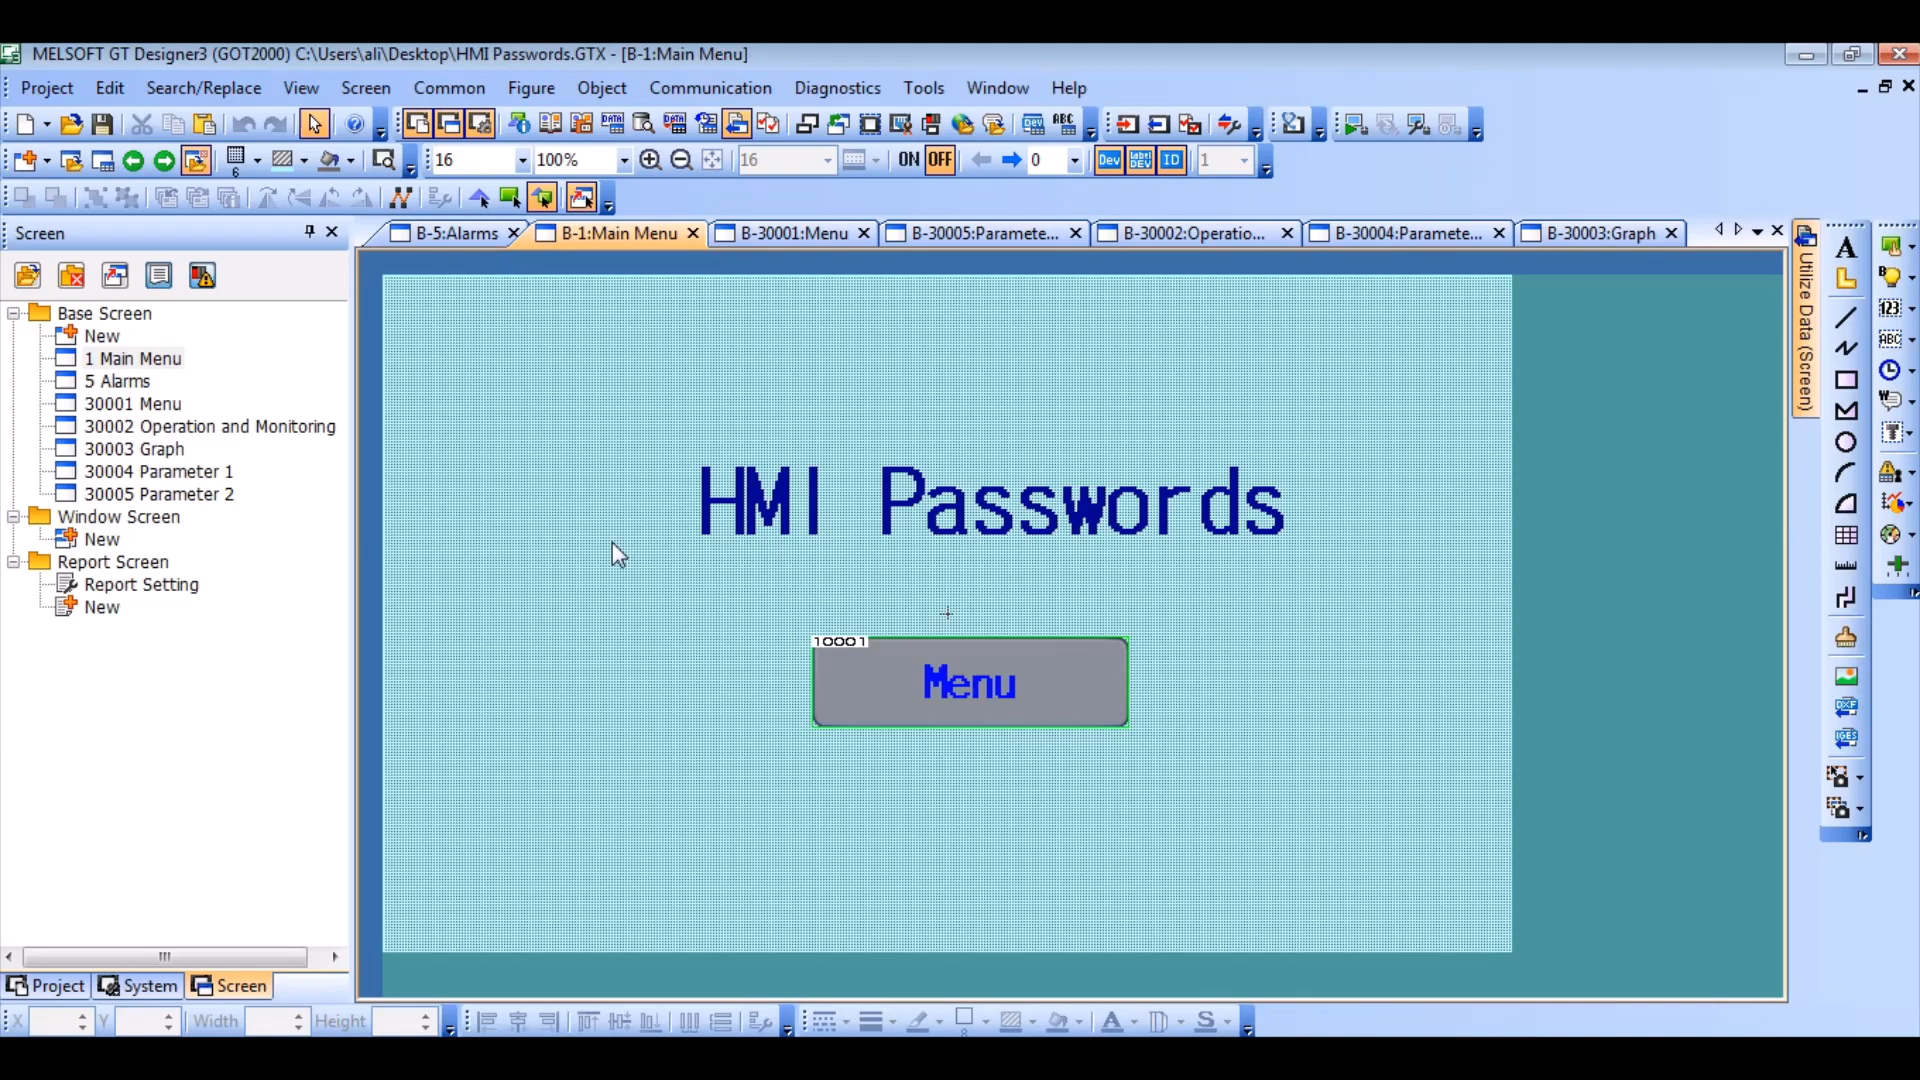 MELSOFT GT Designer3 (GOT2000) C:\Users\ali\Desktop\HMI Passwords.GTX - [B-1:Main Menu]
Project Edit Search/Replace View Screen Common Figure Object Communication Diagnostics Tools Window Help
16 100% 16 ON OFF 0 Dev ID 1
6
Screen
B-5:Alarms B-1:Main Menu B-30001:Menu B-30005:Paramete... B-30002:Operatio... B-30004:Paramete... B-30003:Graph
Base Screen
New
1 Main Menu
5 Alarms
30001 Menu
30002 Operation and Monitoring
30003 Graph
30004 Parameter 1
30005 Parameter 2
Window Screen
New
Report Screen
Report Setting
New
HMI Passwords
10001
Menu
Utilize Data (Screen)
Project System Screen
X Y Width Height